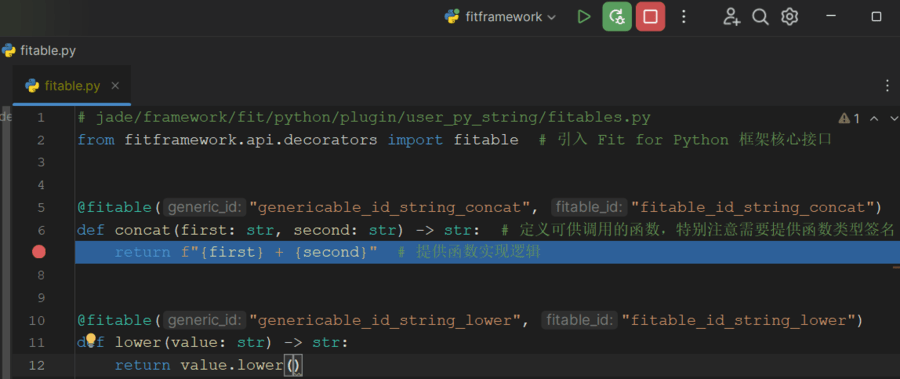 fitframework
fitable.py
fitable.py
de
1
1 # jade/framework/fit/python/plugin/user_py_string/fitables.py
2 from fitframework.api.decorators import fitable # 引入 Fit for Python 框架核心接口
3
4
5 @fitable( generic_id: "genericable_id_string_concat", fitable_id: "fitable_id_string_concat")
6 def concat(first: str, second: str) -> str: # 定义可供调用的函数，特别注意需要提供函数类型签名
return f"{first} + {second}" # 提供函数实现逻辑
8
9
10 @fitable( generic_id: "genericable_id_string_lower", fitable_id: "fitable_id_string_lower")
11 def lower(value: str) -> str:
12 return value.lower()